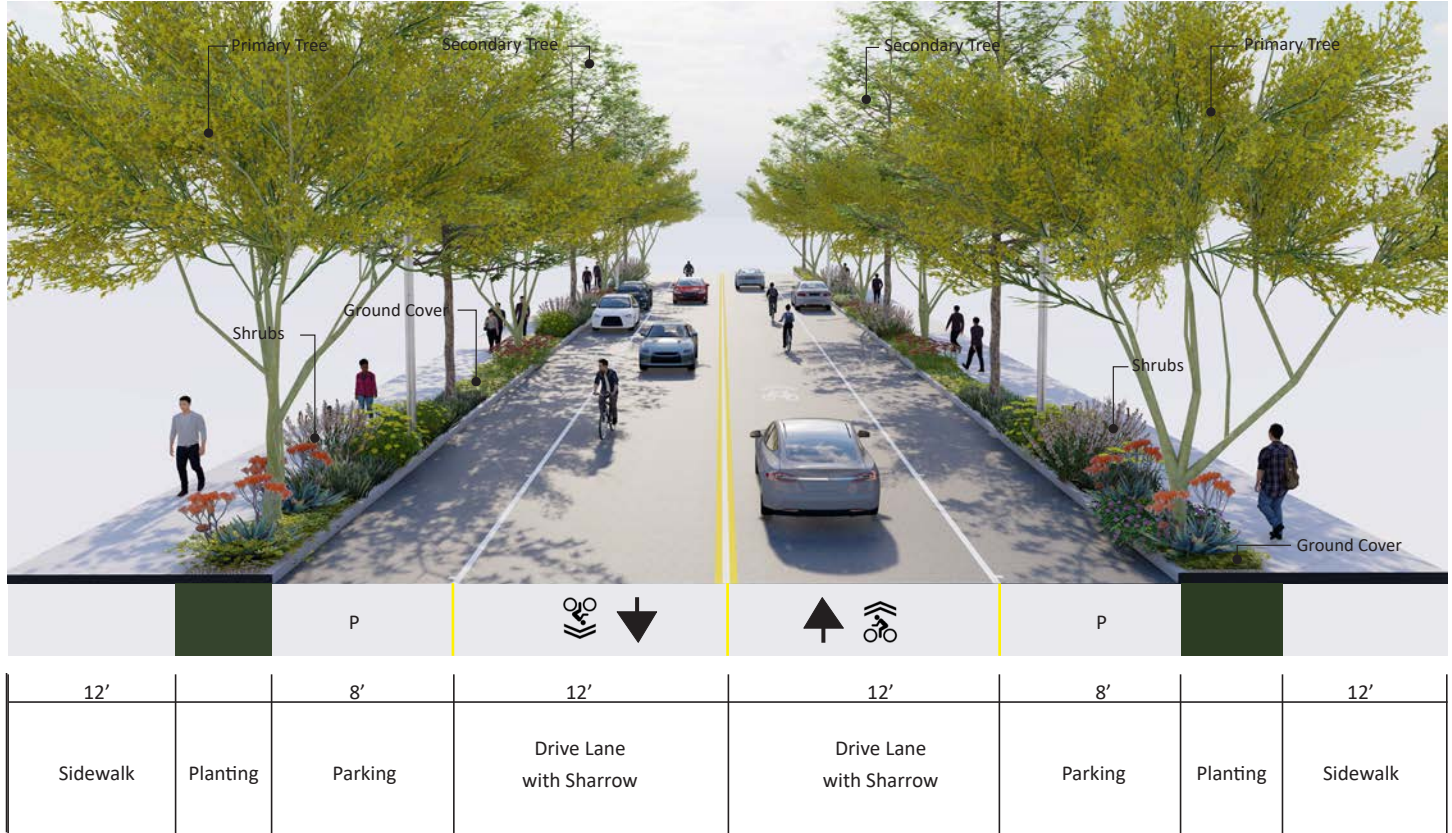 Primary Tree
Secondary Tree
Secondary Tree
Primary Tree
Ground Cover
Shrubs
Shrubs
Ground Cover
P
P
12’
8’
12’
12’
8’
12’
Sidewalk
Planting
Parking
Drive Lane
with Sharrow
Drive Lane
with Sharrow
Parking
Planting
Sidewalk